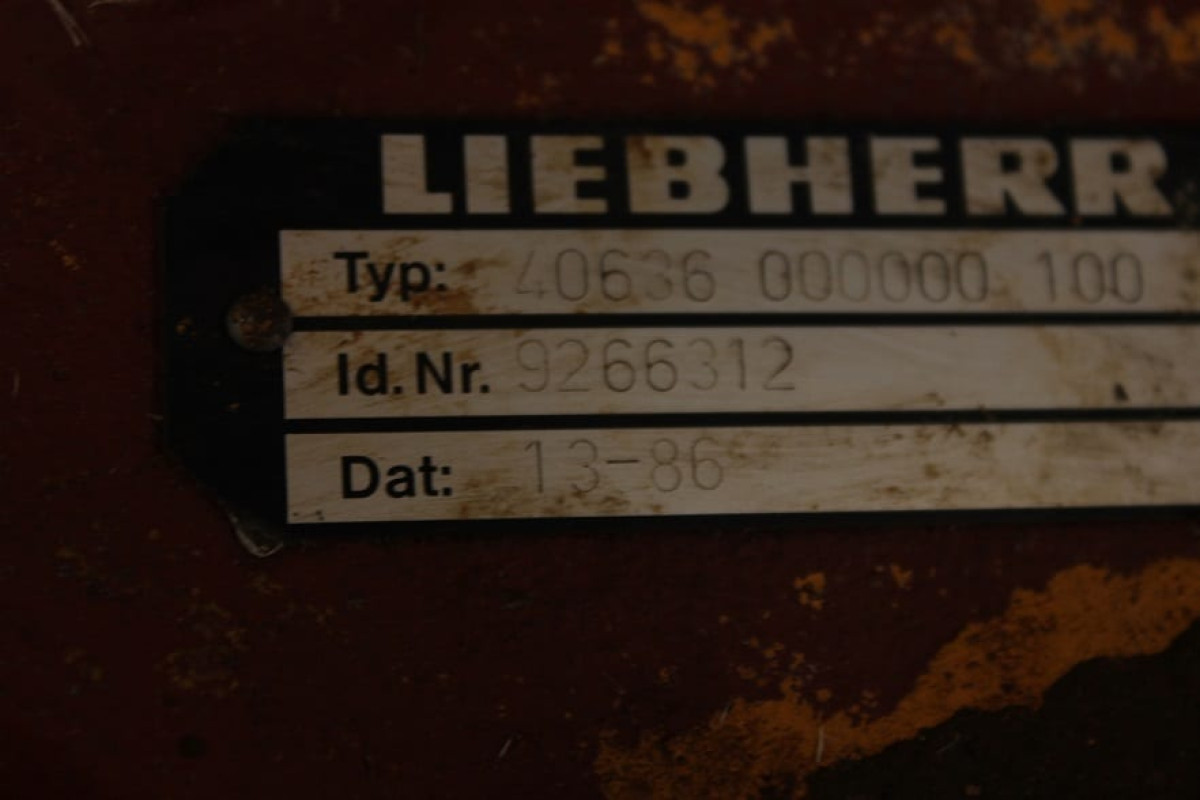 LIEBHERR
Typ: 40636 000000 100
Id. Nr. 9266312
Dat: 13-86